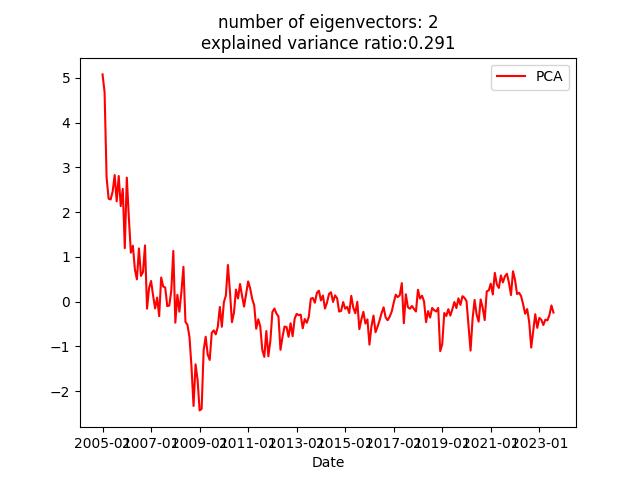 number of eigenvectors: 2
explained variance ratio:0.291
PCA
5
4
3
2
1
0
−1
−2
2005-01 2007-01 2009-01 2011-01 2013-01 2015-01 2017-01 2019-01 2021-01 2023-01
Date